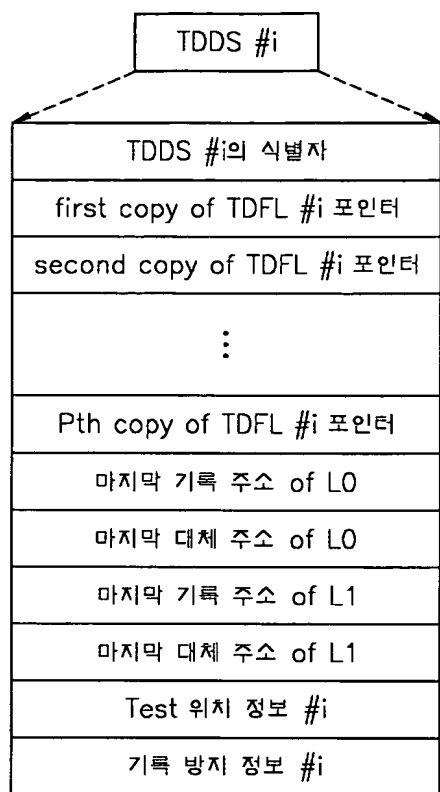 TDDS #i
TDDS #i의 식별자
first copy of TDFL #i 포인터
second copy of TDFL #i 포인터
⋮
Pth copy of TDFL #i 포인터
마지막 기록 주소 of L0
마지막 대체 주소 of L0
마지막 기록 주소 of L1
마지막 대체 주소 of L1
Test 위치 정보 #i
기록 방지 정보 #i